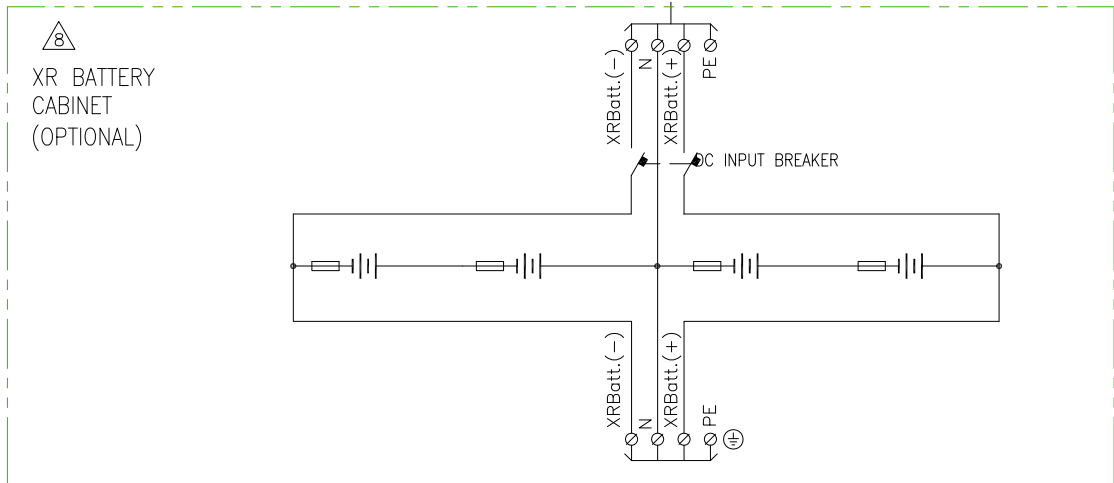 8
XR BATTERY
CABINET
(OPTIONAL)
XRBatt.(-)
N
XRBatt.(+)
PE
DC INPUT BREAKER
XRBatt.(-)
N
XRBatt.(+)
PE